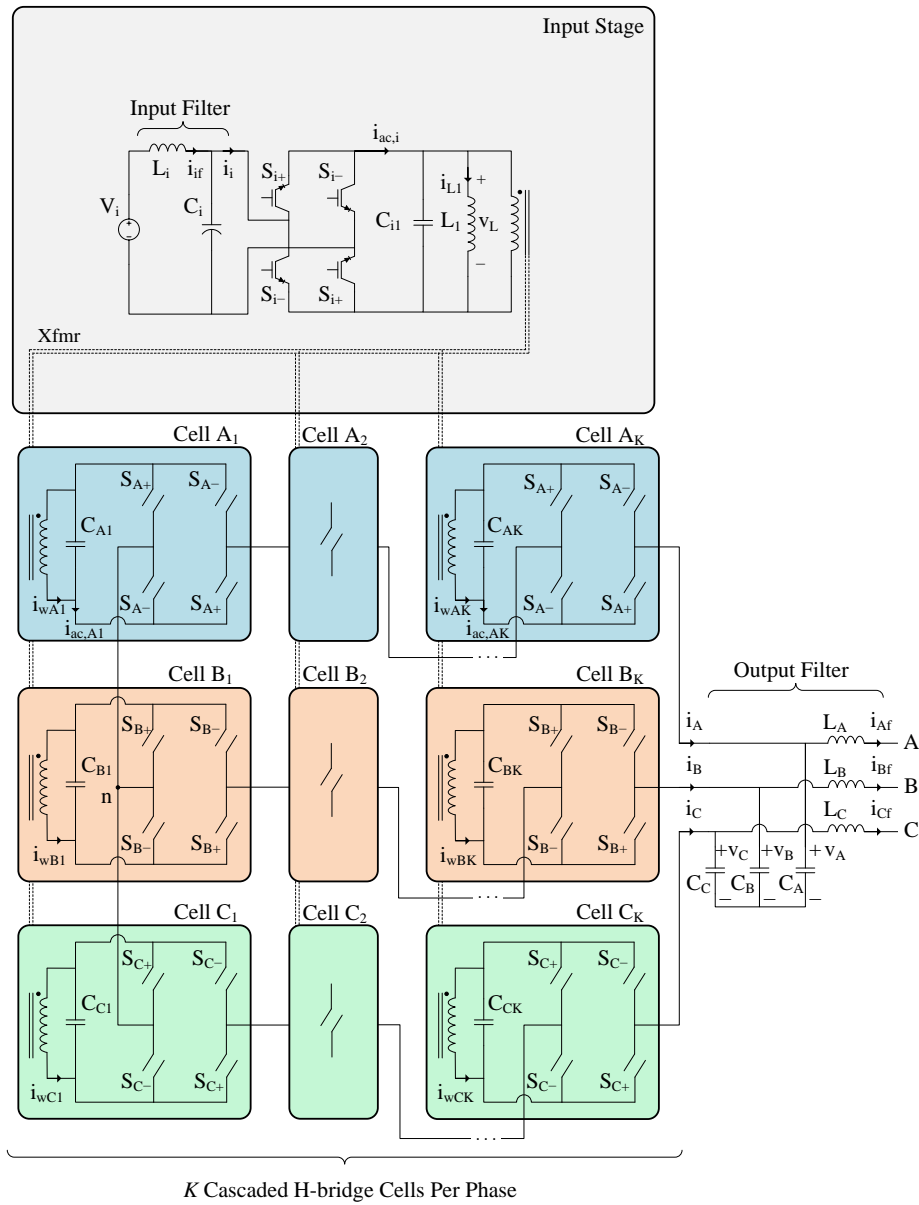 Input Stage
Input Filter
i_ac,i
L_i i_if i_i
S_i+ S_i−
i_L1 +
V_i C_i
C_i1 L_1 v_L
+
−
−
S_i− S_i+
Xfmr
Cell A_1 Cell A_2 Cell A_K
S_A+ S_A− S_A+ S_A−
C_A1 C_AK
i_wA1 S_A− S_A+ i_wAK S_A− S_A+
i_ac,A1 i_ac,AK
...
Cell B_1 Cell B_2 Cell B_K Output Filter
S_B+ S_B− S_B+ S_B− i_A L_A i_Af A
C_B1 C_BK i_B L_B i_Bf B
n
i_C L_C i_Cf C
i_wB1 S_B− S_B+ i_wBK S_B− S_B+
+v_C +v_B +v_A
C_C C_B C_A
− − −
...
Cell C_1 Cell C_2 Cell C_K
S_C+ S_C− S_C+ S_C−
C_C1 C_CK
i_wC1 S_C− S_C+ i_wCK S_C− S_C+
...
K Cascaded H-bridge Cells Per Phase